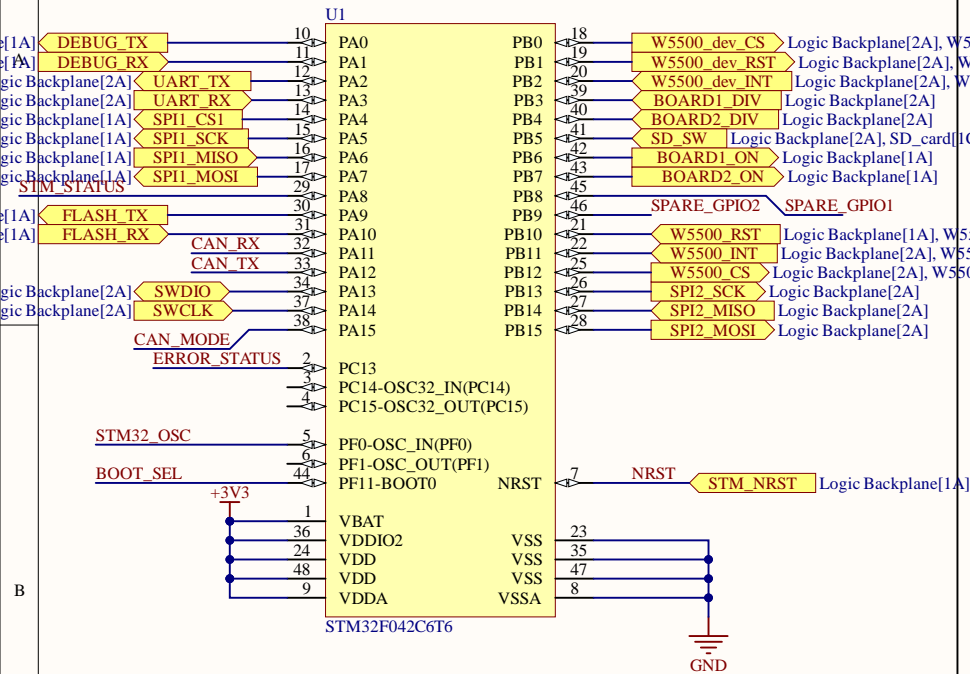 U1
e[1A] DEBUG_TX 10 PA0 PB0 18 W5500_dev_CS Logic Backplane[2A], W5
A DEBUG_RX 11 PA1 PB1 19 W5500_dev_RST Logic Backplane[2A], W
gic Backplane[2A] UART_TX 12 PA2 PB2 20 W5500_dev_INT Logic Backplane[2A], W
gic Backplane[2A] UART_RX 13 PA3 PB3 39 BOARD1_DIV Logic Backplane[2A]
gic Backplane[1A] SPI1_CS1 14 PA4 PB4 40 BOARD2_DIV Logic Backplane[2A]
gic Backplane[1A] SPI1_SCK 15 PA5 PB5 41 SD_SW Logic Backplane[2A], SD_card[1C
gic Backplane[1A] SPI1_MISO 16 PA6 PB6 42 BOARD1_ON Logic Backplane[1A]
gic Backplane[1A] SPI1_MOSI 17 PA7 PB7 43 BOARD2_ON Logic Backplane[1A]
STM_STATUS 29 PA8 PB8 45 SPARE_GPIO1
e[1A] FLASH_TX 30 PA9 PB9 46 SPARE_GPIO2
e[1A] FLASH_RX 31 PA10 PB10 21 W5500_RST Logic Backplane[1A], W5
CAN_RX 32 PA11 PB11 22 W5500_INT Logic Backplane[2A], W55
CAN_TX 33 PA12 PB12 25 W5500_CS Logic Backplane[2A], W550
gic Backplane[2A] SWDIO 34 PA13 PB13 26 SPI2_SCK Logic Backplane[2A]
gic Backplane[2A] SWCLK 37 PA14 PB14 27 SPI2_MISO Logic Backplane[2A]
CAN_MODE 38 PA15 PB15 28 SPI2_MOSI Logic Backplane[2A]
ERROR_STATUS 2 PC13
3 PC14-OSC32_IN(PC14)
4 PC15-OSC32_OUT(PC15)
STM32_OSC 5 PF0-OSC_IN(PF0)
6 PF1-OSC_OUT(PF1)
BOOT_SEL 44 PF11-BOOT0 NRST 7 NRST STM_NRST Logic Backplane[1A]
+3V3
1 VBAT
36 VDDIO2 VSS 23
24 VDD VSS 35
48 VDD VSS 47
B 9 VDDA VSSA 8
STM32F042C6T6
GND